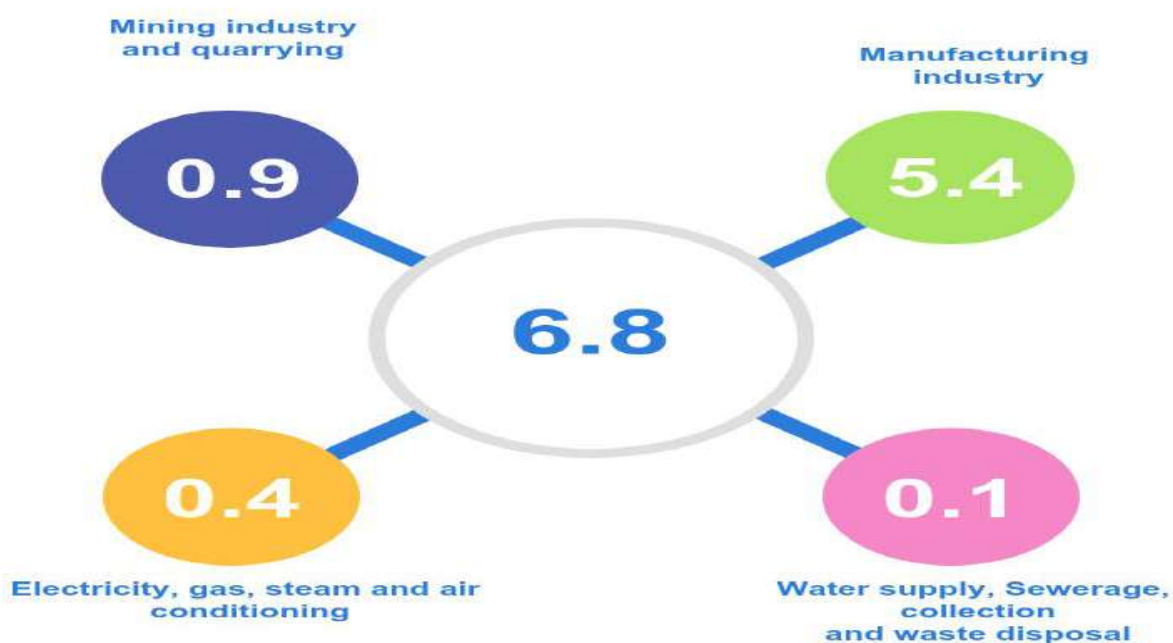 Mining industry
and quarrying
Manufacturing
industry
0.9
5.4
6.8
0.4
0.1
Electricity, gas, steam and air
conditioning
Water supply, Sewerage,
collection
and waste disposal